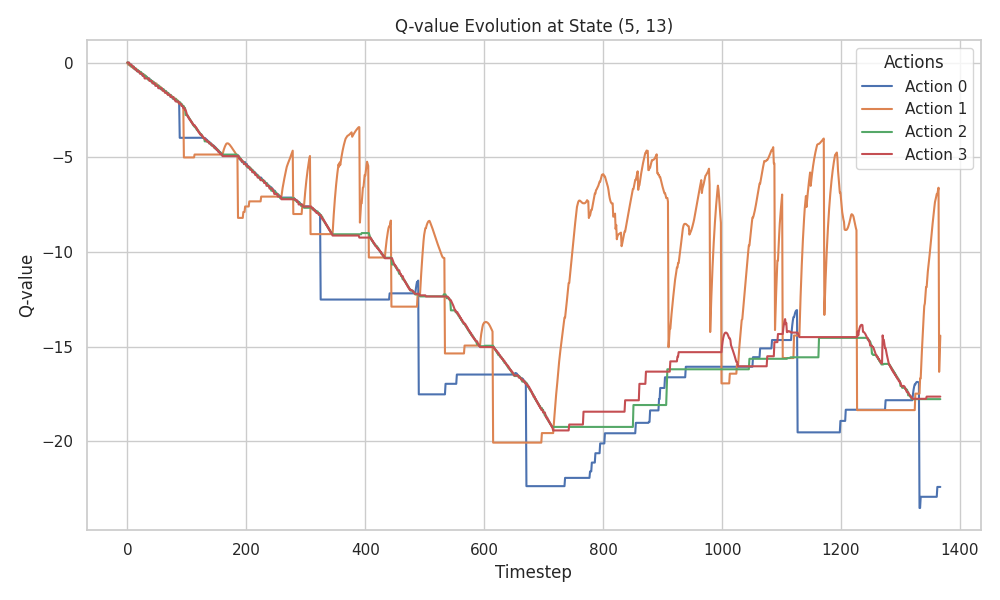 Q-value Evolution at State (5, 13)
Actions
Action 0
Action 1
Action 2
Action 3
Q-value
0
−5
−10
−15
−20
0 200 400 600 800 1000 1200 1400
Timestep